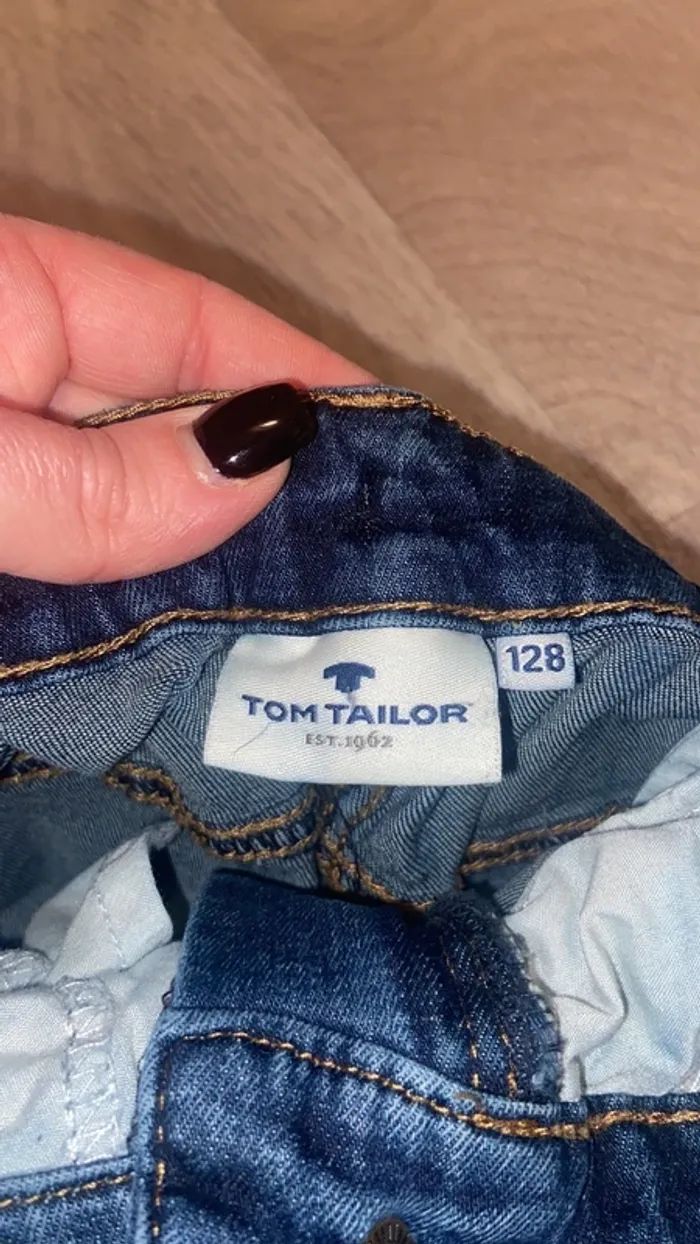 TOM TAILOR
EST. 1962
128